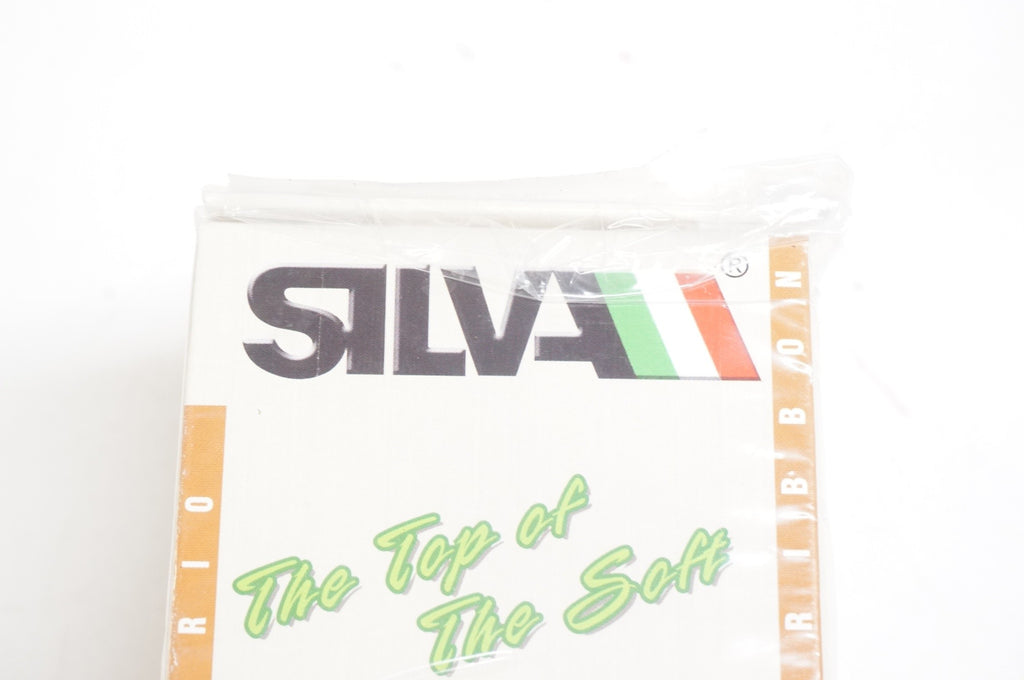 SILVA®
The Top of
The Soft
RIO
RIBBON